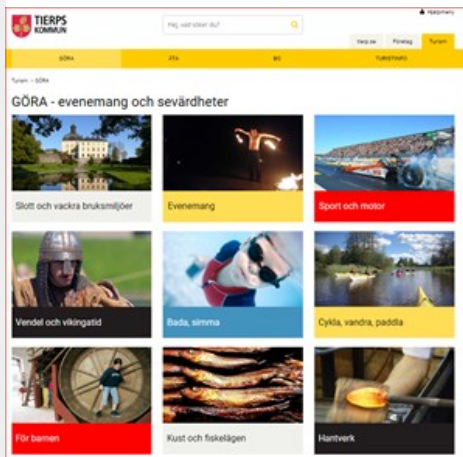 TIERPS
KOMMUN
Hej, vad söker du?
tierp.se
Företag
Turism
GÖRA
ÄTA
BO
TURISTINFO
Turism
GÖRA
GÖRA - evenemang och sevärdheter
Slott och vackra bruksmiljöer
Evenemang
Sport och motor
Vendel och vikingatid
Bada, simma
Cykla, vandra, paddla
För barnen
Kust och fiskelägen
Hantverk